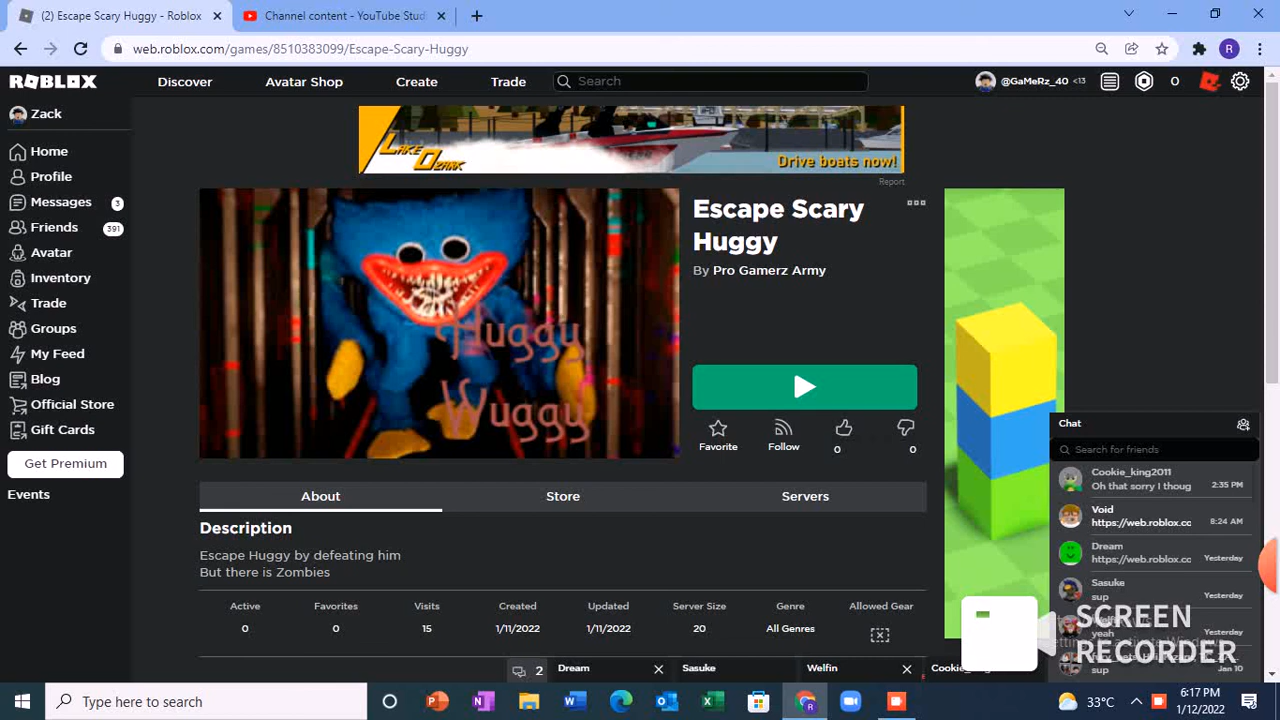 (2) Escape Scary Huggy - Roblox
Channel content - YouTube Stud
web.roblox.com/games/8510383099/Escape-Scary-Huggy
R
ROBLOX
Discover
Avatar Shop
Create
Trade
Search
@GaMeRz_40 <13
0
Zack
Home
Profile
Messages
3
391
Avatar
Inventory
Trade
Groups
My Feed
Blog
Official Store
Gift Cards
Get Premium
Events
LAKE
OZARK
Drive boats now!
Report
Huggy
Wuggy
Escape Scary
Huggy
By Pro Gamerz Army
Favorite
Follow
0
0
About
Store
Servers
Description
Escape Huggy by defeating him
But there is Zombies
Active Favorites Visits Created Updated Server Size Genre Allowed Gear
0 0 15 1/11/2022 1/11/2022 20 All Genres
Chat
Search for friends
Cookie_king2011
Oh that sorry I thoug 2:35 PM
Void
https://web.roblox.cc 8:24 AM
Dream
https://web.roblox.cc Yesterday
Sasuke
sup Yesterday
yeah Yesterday
sup Jan 10
SCREEN
RECORDER
2
Dream
Sasuke
Welfin
Type here to search
33°C
6:17 PM
1/12/2022